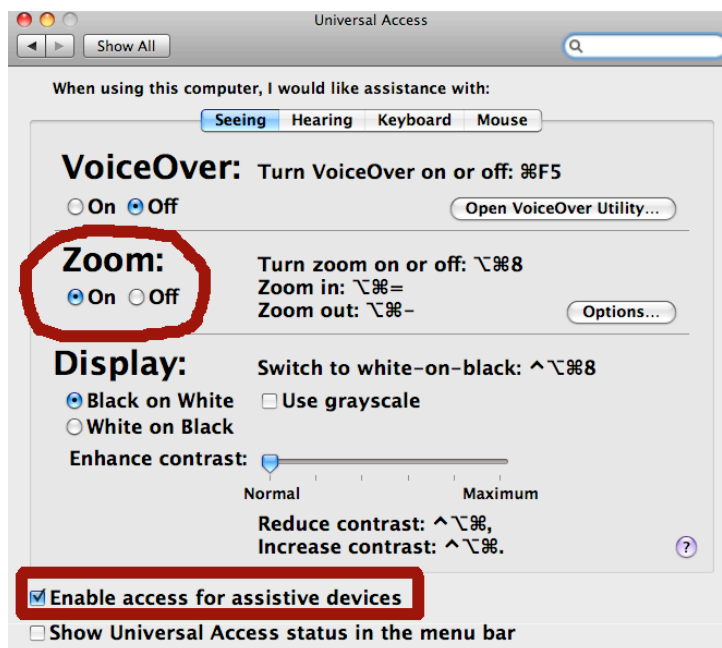 Universal Access
Show All
When using this computer, I would like assistance with:
Seeing Hearing Keyboard Mouse
VoiceOver: Turn VoiceOver on or off: ⌘F5
On Off Open VoiceOver Utility...
Zoom: Turn zoom on or off: ⌥⌘8
On Off Zoom in: ⌥⌘=
Zoom out: ⌥⌘- Options...
Display: Switch to white-on-black: ^⌥⌘8
Black on White Use grayscale
White on Black
Enhance contrast:
Normal Maximum
Reduce contrast: ^⌥⌘,
Increase contrast: ^⌥⌘. ?
Enable access for assistive devices
Show Universal Access status in the menu bar